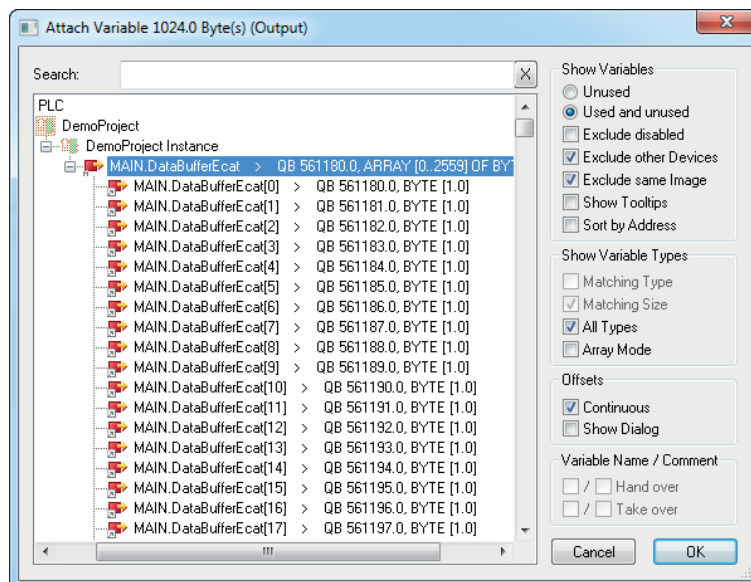 Attach Variable 1024.0 Byte(s) (Output)
Search:
X
PLC
DemoProject
DemoProject Instance
MAIN.DataBufferEcat > QB 561180.0, ARRAY [0..2559] OF BYT
MAIN.DataBufferEcat[0] > QB 561180.0, BYTE [1.0]
MAIN.DataBufferEcat[1] > QB 561181.0, BYTE [1.0]
MAIN.DataBufferEcat[2] > QB 561182.0, BYTE [1.0]
MAIN.DataBufferEcat[3] > QB 561183.0, BYTE [1.0]
MAIN.DataBufferEcat[4] > QB 561184.0, BYTE [1.0]
MAIN.DataBufferEcat[5] > QB 561185.0, BYTE [1.0]
MAIN.DataBufferEcat[6] > QB 561186.0, BYTE [1.0]
MAIN.DataBufferEcat[7] > QB 561187.0, BYTE [1.0]
MAIN.DataBufferEcat[8] > QB 561188.0, BYTE [1.0]
MAIN.DataBufferEcat[9] > QB 561189.0, BYTE [1.0]
MAIN.DataBufferEcat[10] > QB 561190.0, BYTE [1.0]
MAIN.DataBufferEcat[11] > QB 561191.0, BYTE [1.0]
MAIN.DataBufferEcat[12] > QB 561192.0, BYTE [1.0]
MAIN.DataBufferEcat[13] > QB 561193.0, BYTE [1.0]
MAIN.DataBufferEcat[14] > QB 561194.0, BYTE [1.0]
MAIN.DataBufferEcat[15] > QB 561195.0, BYTE [1.0]
MAIN.DataBufferEcat[16] > QB 561196.0, BYTE [1.0]
MAIN.DataBufferEcat[17] > QB 561197.0, BYTE [1.0]
Show Variables
Unused
Used and unused
Exclude disabled
Exclude other Devices
Exclude same Image
Show Tooltips
Sort by Address
Show Variable Types
Matching Type
Matching Size
All Types
Array Mode
Offsets
Continuous
Show Dialog
Variable Name / Comment
/ Hand over
/ Take over
Cancel
OK